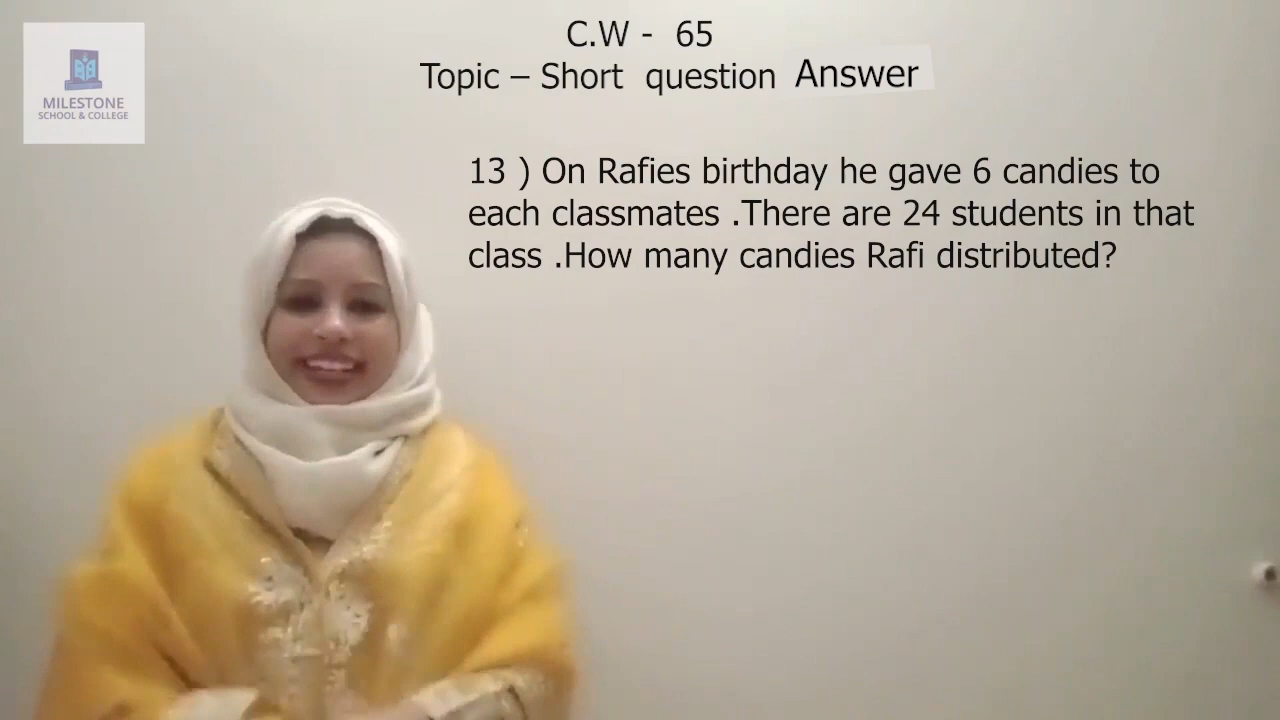 MILESTONE
SCHOOL & COLLEGE
C.W - 65
Topic – Short question Answer
13 ) On Rafies birthday he gave 6 candies to
each classmates .There are 24 students in that
class .How many candies Rafi distributed?